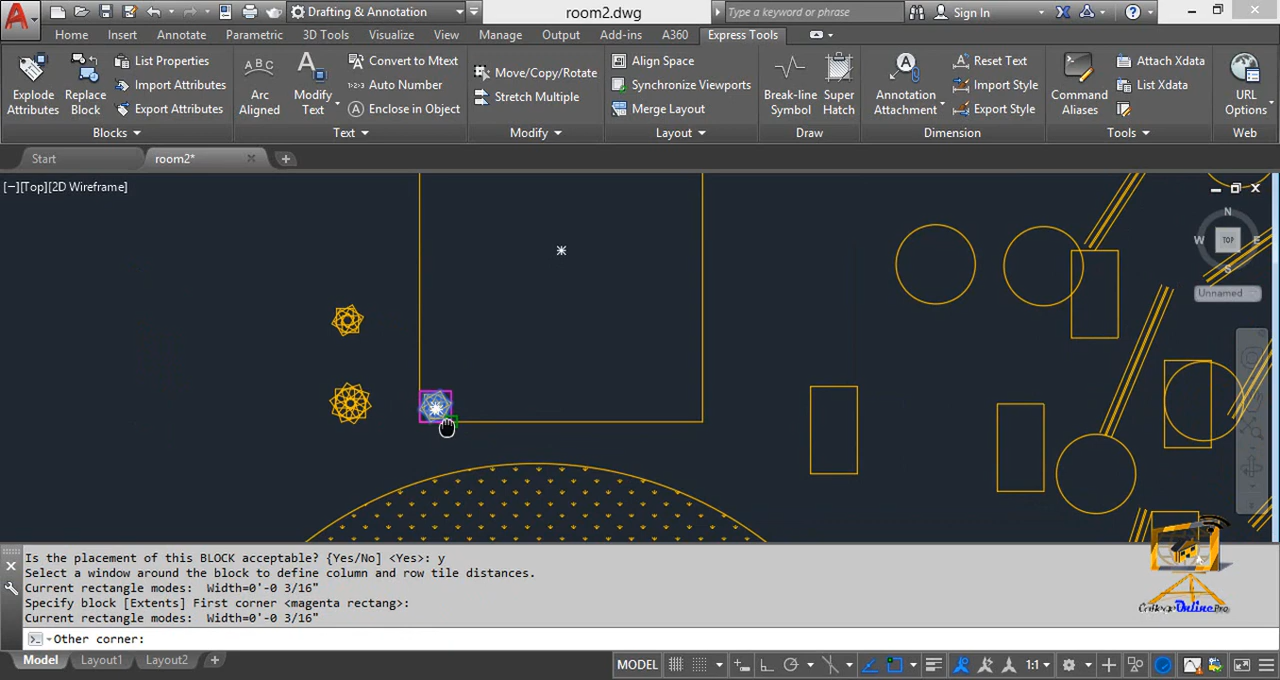 Drafting & Annotation
room2.dwg
Type a keyword or phrase
Sign In
Home
Insert
Annotate
Parametric
3D Tools
Visualize
View
Manage
Output
Add-ins
A360
Express Tools
Explode
Attributes
Replace
Block
List Properties
Import Attributes
Export Attributes
Blocks
ABC
Arc
Aligned
Modify
Text
Convert to Mtext
Auto Number
Enclose in Object
Text
Move/Copy/Rotate
Stretch Multiple
Modify
Align Space
Synchronize Viewports
Merge Layout
Layout
Break-line
Symbol
Super
Hatch
Draw
Annotation
Attachment
Reset Text
Import Style
Export Style
Dimension
Command
Aliases
Attach Xdata
List Xdata
Tools
URL
Options
Web
Start
room2*
[−][Top][2D Wireframe]
N
W
TOP
E
S
Unnamed
Is the placement of this BLOCK acceptable? {Yes/No] <Yes>: y
Select a window around the block to define column and row tile distances.
Current rectangle modes: Width=0'-0 3/16"
Specify block [Extents] First corner <magenta rectang>:
Current rectangle modes: Width=0'-0 3/16"
Other corner:
College Online Pro
Model
Layout1
Layout2
MODEL
1:1